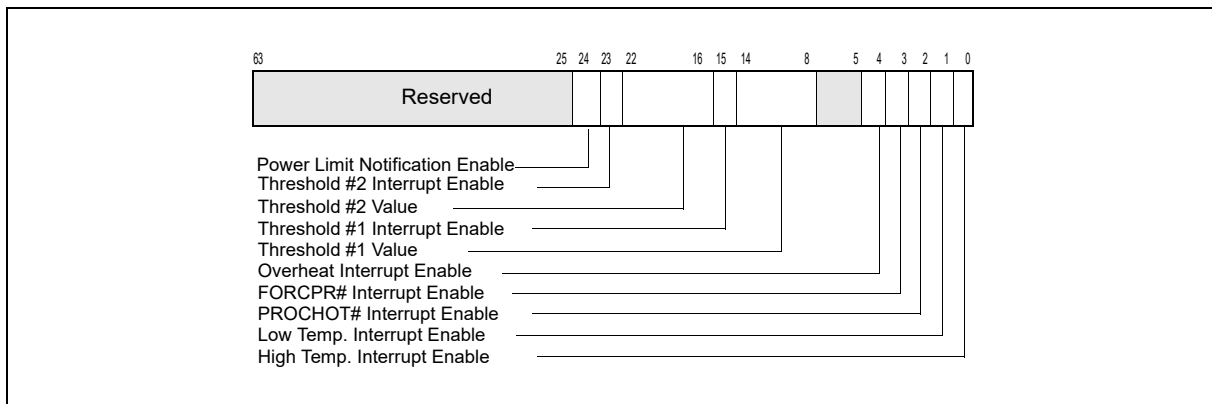 63 25 24 23 22 16 15 14 8 5 4 3 2 1 0
Reserved
Power Limit Notification Enable
Threshold #2 Interrupt Enable
Threshold #2 Value
Threshold #1 Interrupt Enable
Threshold #1 Value
Overheat Interrupt Enable
FORCPR# Interrupt Enable
PROCHOT# Interrupt Enable
Low Temp. Interrupt Enable
High Temp. Interrupt Enable